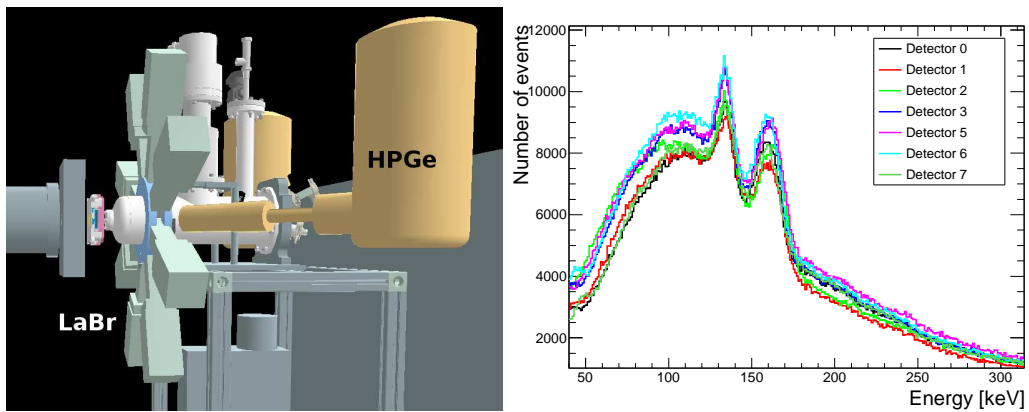 HPGe
LaBr
Number of events
12000
10000
8000
6000
4000
2000
50
100
150
200
250
300
Energy [keV]
Detector 0
Detector 1
Detector 2
Detector 3
Detector 5
Detector 6
Detector 7